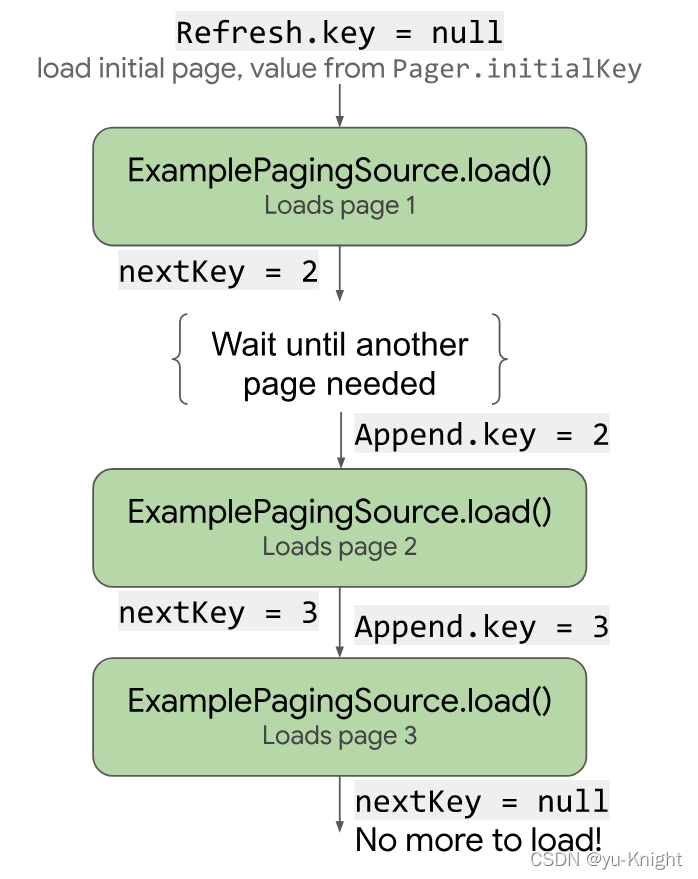 Refresh.key = null
load initial page, value from Pager.initialKey
ExamplePagingSource.load()
Loads page 1
nextKey = 2
Wait until another
page needed
Append.key = 2
ExamplePagingSource.load()
Loads page 2
nextKey = 3
Append.key = 3
ExamplePagingSource.load()
Loads page 3
nextKey = null
No more to load!
CSDN @yu-Knight